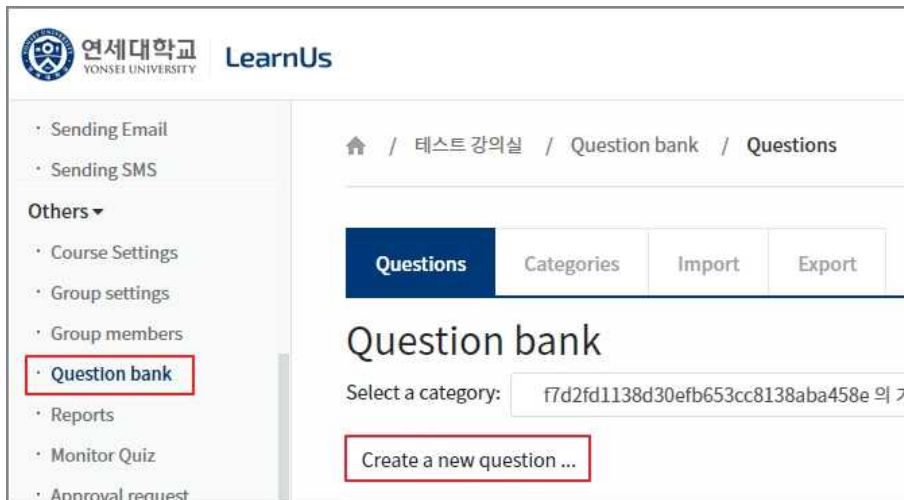 연세대학교
YONSEI UNIVERSITY
LearnUs
· Sending Email
· Sending SMS
Others
· Course Settings
· Group settings
· Group members
· Question bank
· Reports
· Monitor Quiz
· Approval request
/ 테스트 강의실 / Question bank / Questions
Questions Categories Import Export
Question bank
Select a category: f7d2fd1138d30efb653cc8138aba458e 의
Create a new question ...